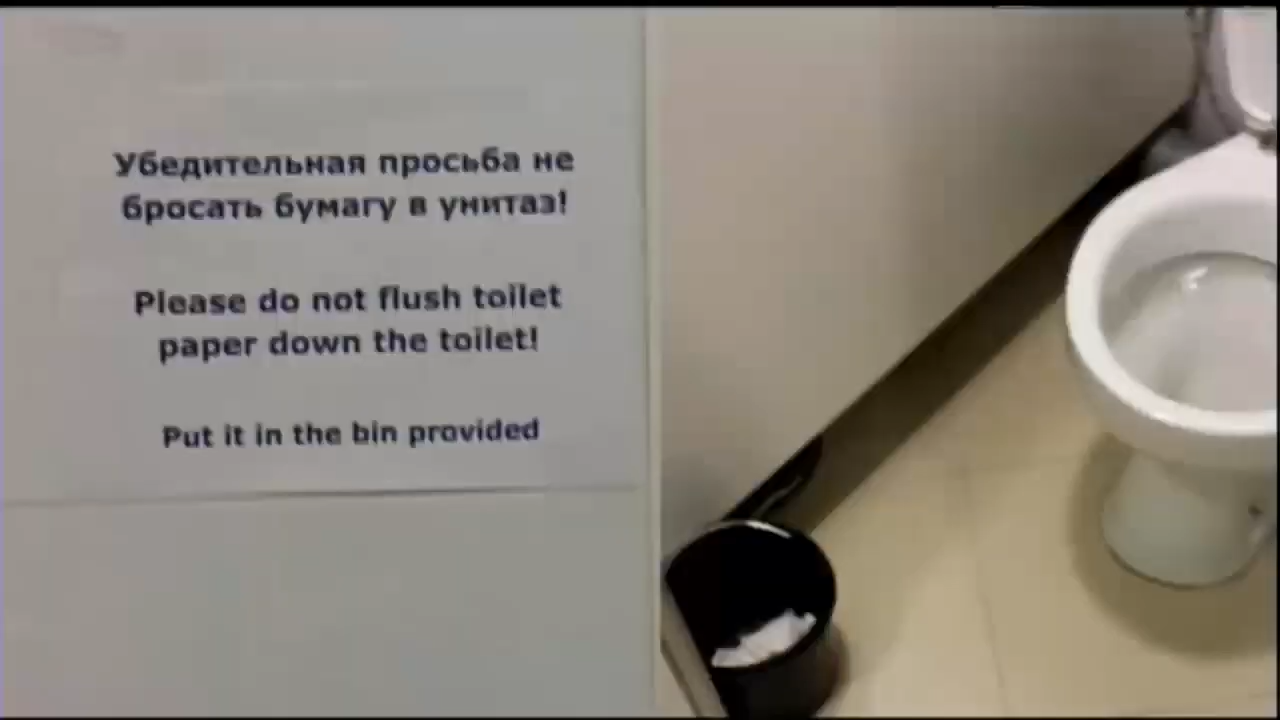 Убедительная просьба не
бросать бумагу в унитаз!
Please do not flush toilet
paper down the toilet!
Put it in the bin provided